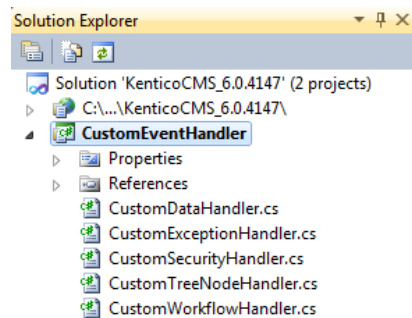 Solution Explorer
Solution 'KenticoCMS_6.0.4147' (2 projects)
C:\...\KenticoCMS_6.0.4147\
CustomEventHandler
Properties
References
CustomDataHandler.cs
CustomExceptionHandler.cs
CustomSecurityHandler.cs
CustomTreeNodeHandler.cs
CustomWorkflowHandler.cs